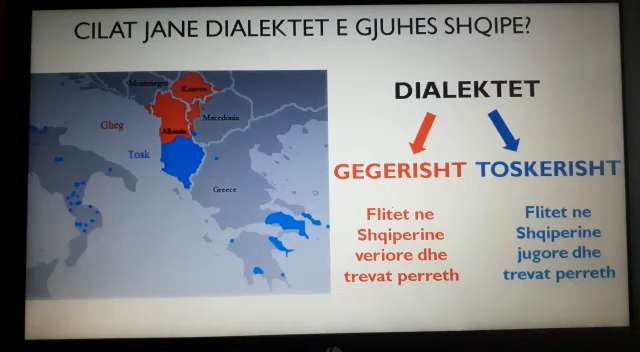 CILAT JANE DIALEKTET E GJUHES SHQIPE?
Montenegro
Kosova
Gheg
Macedonia
Albania
Tosk
Greece
DIALEKTET
GEGERISHT
TOSKERISHT
Flitet ne
Shqiperine
veriore dhe
trevat perreth
Flitet ne
Shqiperine
jugore dhe
trevat perreth